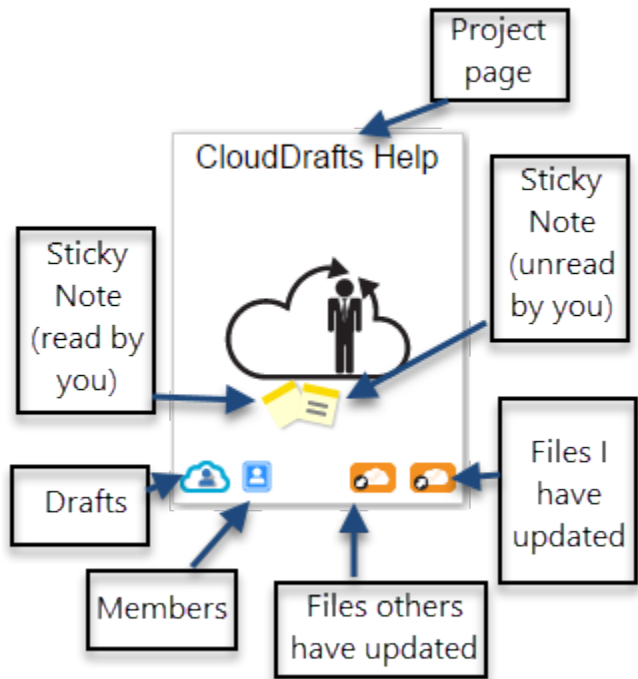 Project
page
CloudDrafts Help
Sticky
Note
(unread
by you)
Sticky
Note
(read by
you)
Files I
have
updated
Drafts
Members
Files others
have updated